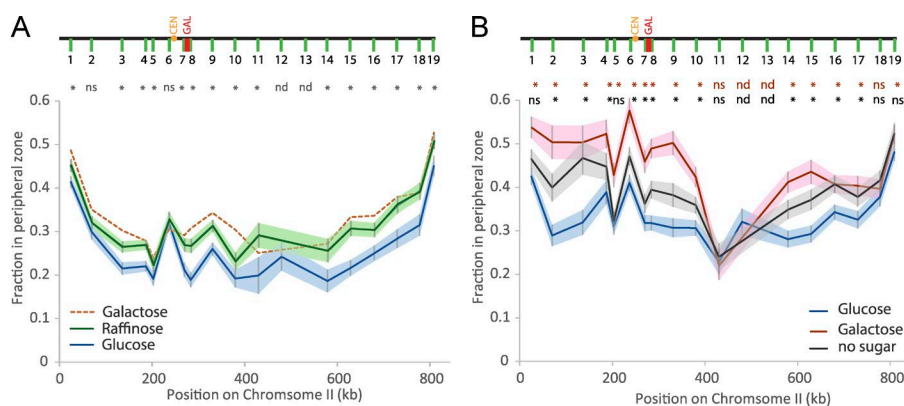 A
CEN
GAL
1 2 3 4 5 6 7 8 9 10 11 12 13 14 15 16 17 18 19
* ns * * * ns * * * * * nd nd * * * * * *
0.6
0.5
0.4
0.3
0.2
0.1
0
Fraction in peripheral zone
Galactose
Raffinose
Glucose
0 200 400 600 800
Position on Chromsome II (kb)
B
CEN
GAL
1 2 3 4 5 6 7 8 9 10 11 12 13 14 15 16 17 18 19
* * * * * * * * * * ns nd nd * * * * ns *
ns * * * ns * * * * * ns nd nd * * * * ns ns
0.6
0.5
0.4
0.3
0.2
0.1
0
Fraction in peripheral zone
Glucose
Galactose
no sugar
0 100 200 300 400 500 600 700 800
Position on Chromsome II (kb)